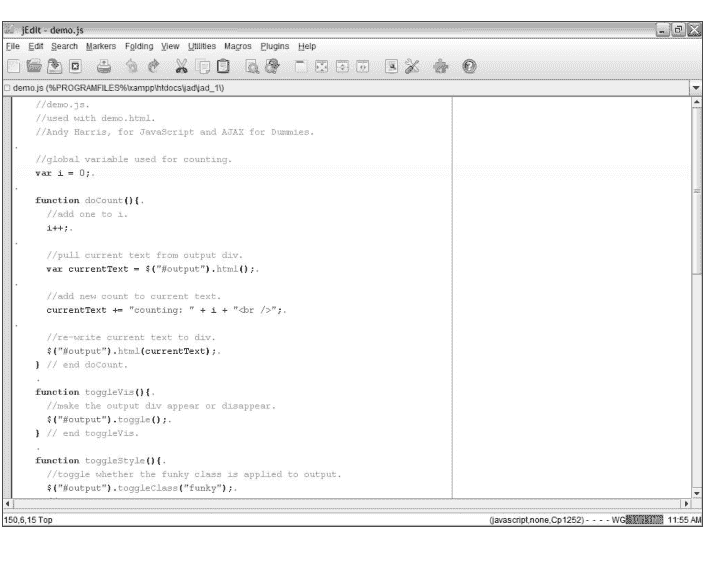 jEdit - demo.js
File Edit Search Markers Folding View Utilities Macros Plugins Help
demo.js (%PROGRAMFILES%\xampp\htdocs\jad\jad_1\)
//demo.js.
//used with demo.html.
//Andy Harris, for JavaScript and AJAX for Dummies.
.
//global variable used for counting.
var i = 0;.
.
function doCount(){.
//add one to i.
i++;.
.
//pull current text from output div.
var currentText = $("#output").html();.
.
//add new count to current text.
currentText += "counting: " + i + "<br />";.
.
//re-write current text to div.
$("#output").html(currentText);.
} // end doCount.
.
function toggleVis(){.
//make the output div appear or disappear.
$("#output").toggle();.
} // end toggleVis.
.
function toggleStyle(){.
//toggle whether the funky class is applied to output.
$("#output").toggleClass("funky");.
150,6,15 Top (javascript,none,Cp1252) - - - - WG 11:55 AM